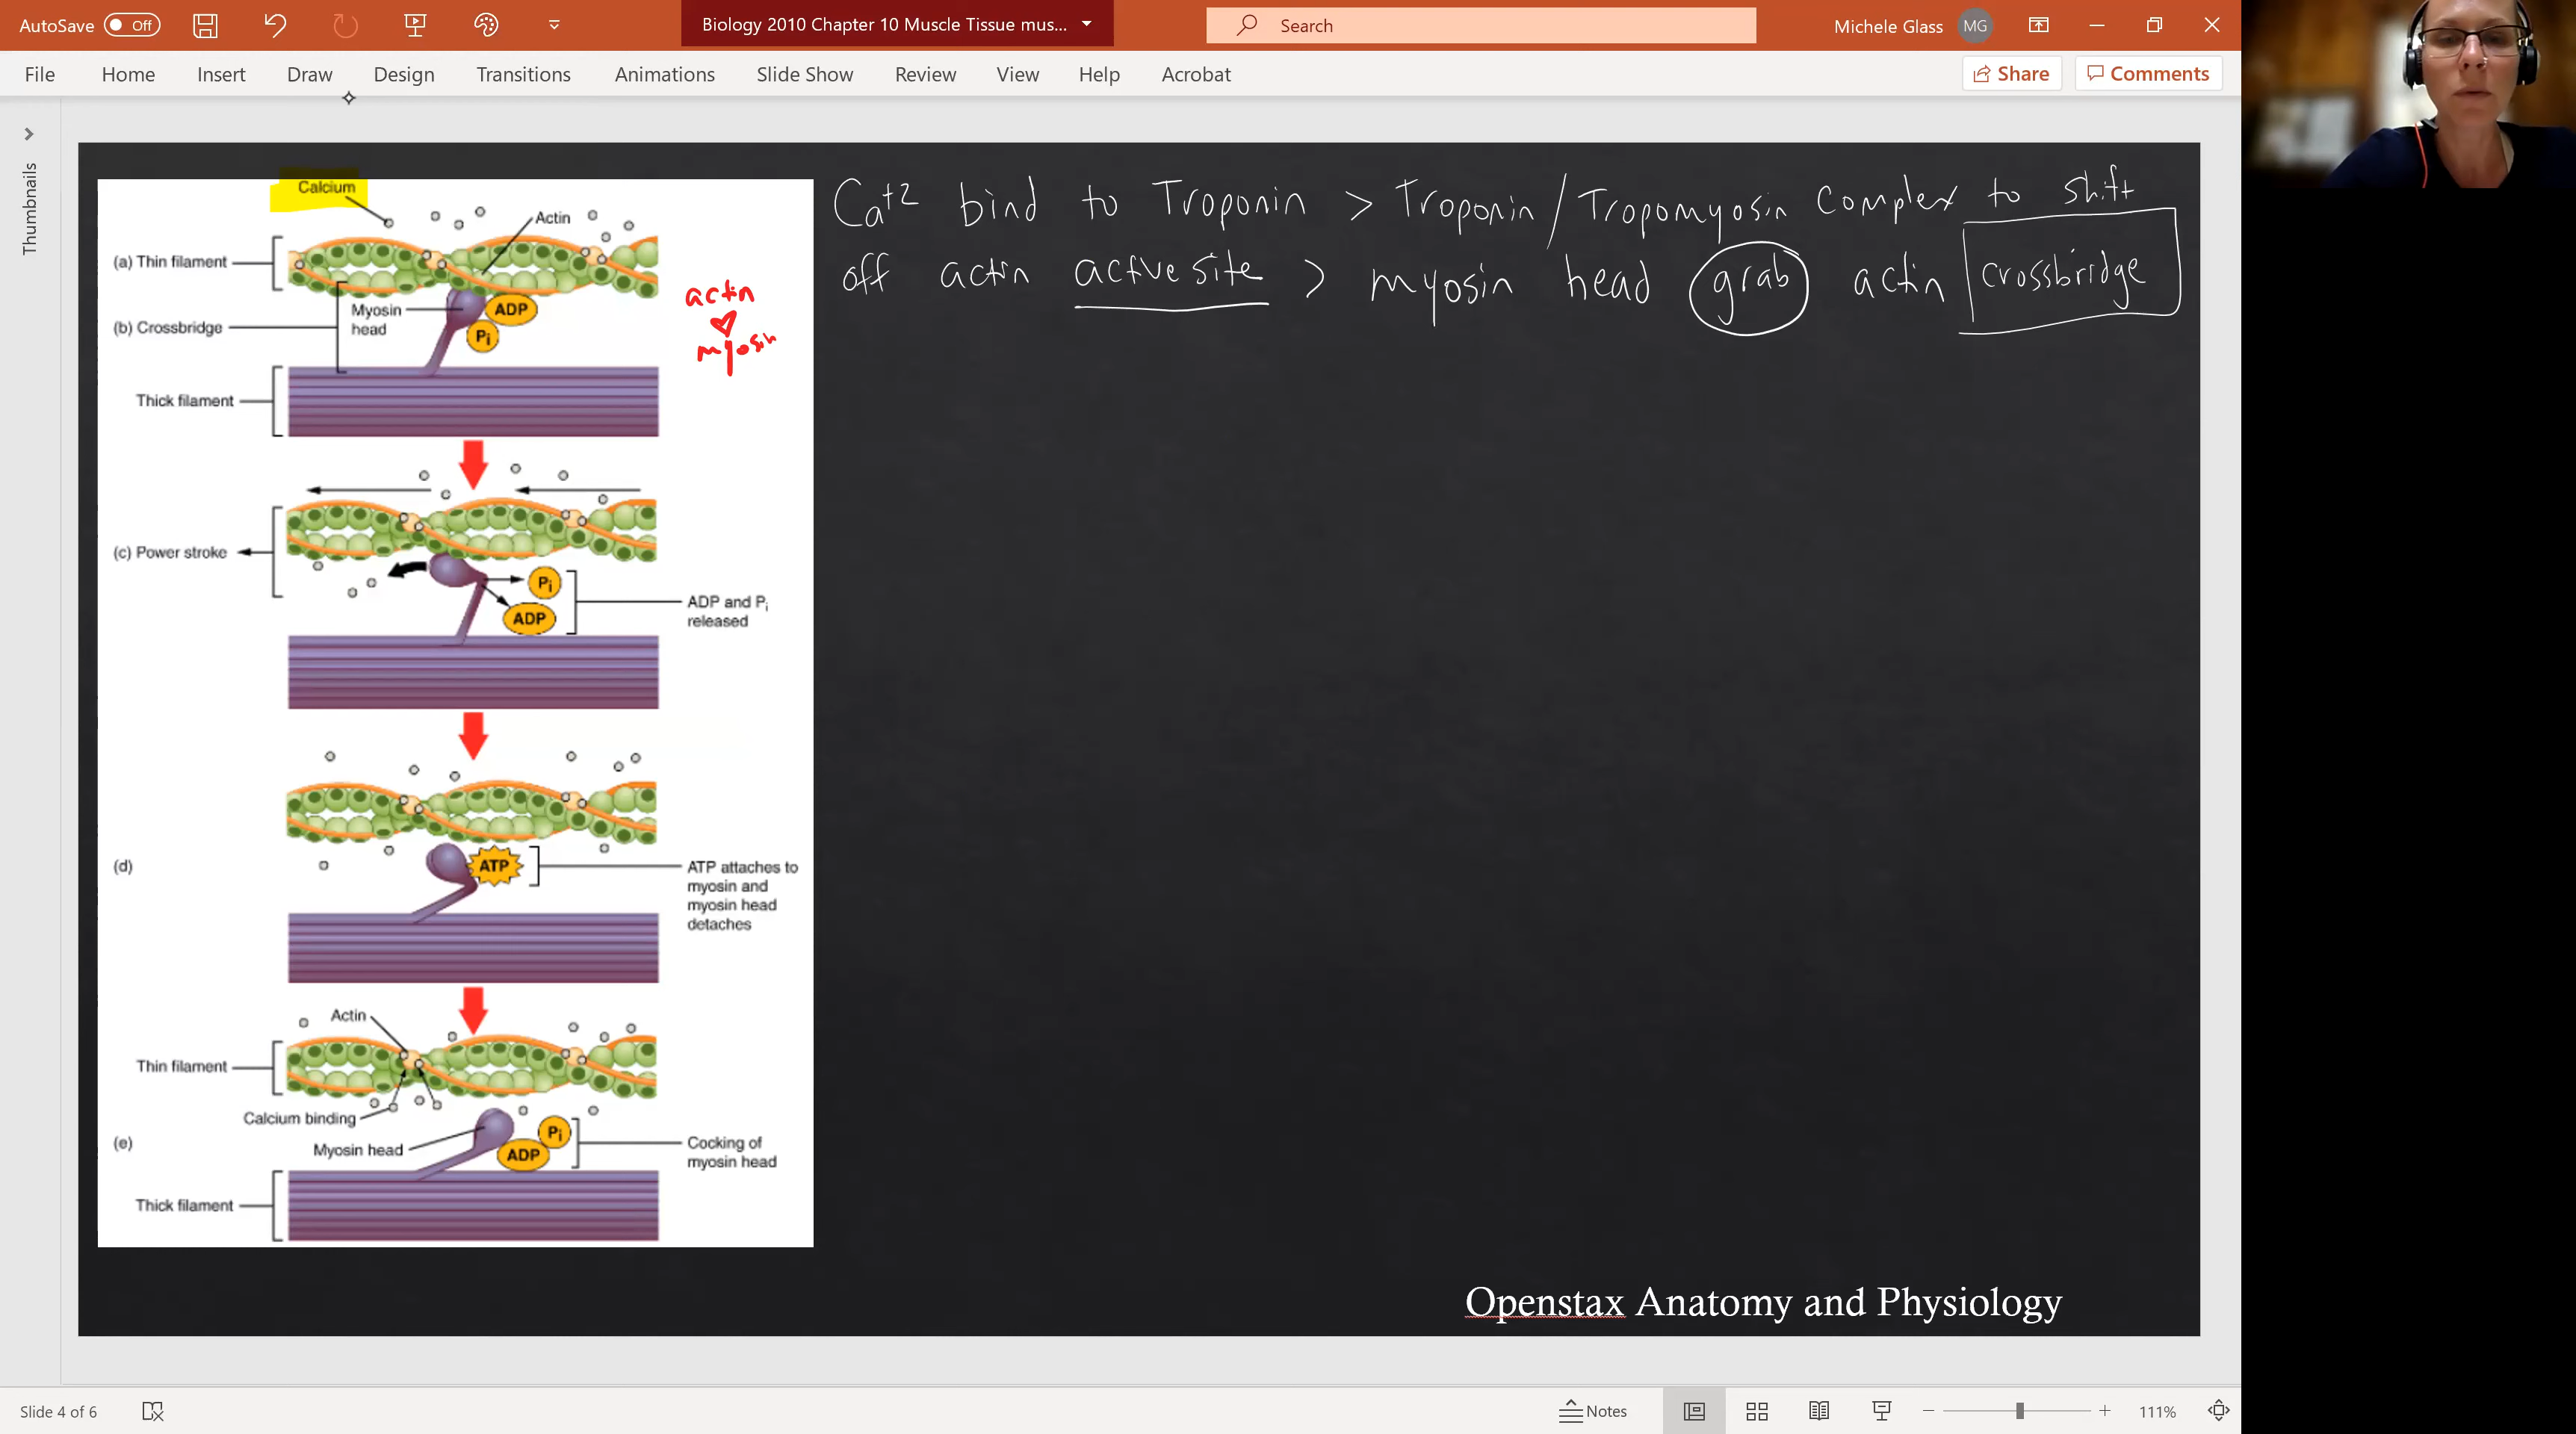 AutoSave Off
Biology 2010 Chapter 10 Muscle Tissue mus...
Search
Michele Glass MG
File Home Insert Draw Design Transitions Animations Slide Show Review View Help Acrobat
Share Comments
Thumbnails
Calcium
Actin
(a) Thin filament
Myosin
head
ADP
Pi
(b) Crossbridge
Thick filament
actin
myosin
Ca+2 bind to Troponin > Troponin/Tropomyosin complex to shift
off actin active site > myosin head grab actin crossbridge
(c) Power stroke
Pi
ADP
ADP and Pi
released
(d)
ATP
ATP attaches to
myosin and
myosin head
detaches
Actin
Thin filament
Calcium binding
(e)
Myosin head
Pi
ADP
Cocking of
myosin head
Thick filament
Openstax Anatomy and Physiology
Slide 4 of 6
Notes
111%